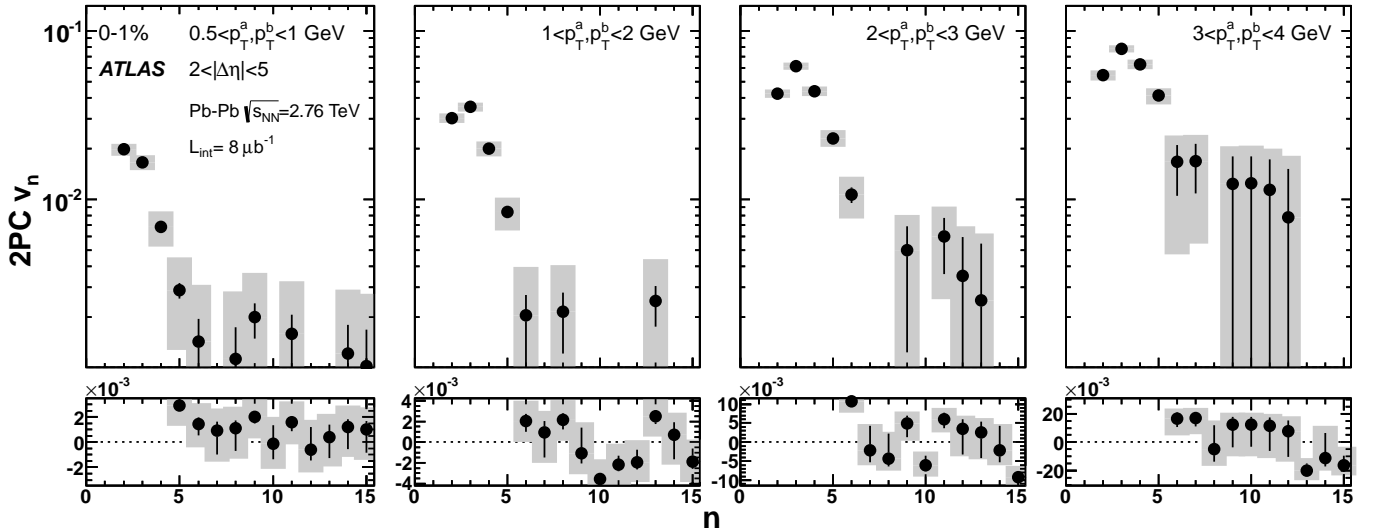 10⁻¹
0-1% 0.5<p_T^a,p_T^b<1 GeV
1<p_T^a,p_T^b<2 GeV
2<p_T^a,p_T^b<3 GeV
3<p_T^a,p_T^b<4 GeV
ATLAS 2<|Δη|<5
Pb-Pb √s_NN=2.76 TeV
L_int= 8 μb⁻¹
10⁻²
2PC v_n
×10⁻³ ×10⁻³ ×10⁻³ ×10⁻³
2
0
-2
0 5 10 15
4
2
0
-2
-4
0 5 10 15
10
5
0
-5
-10
0 5 10 15
20
0
-20
0 5 10 15
n